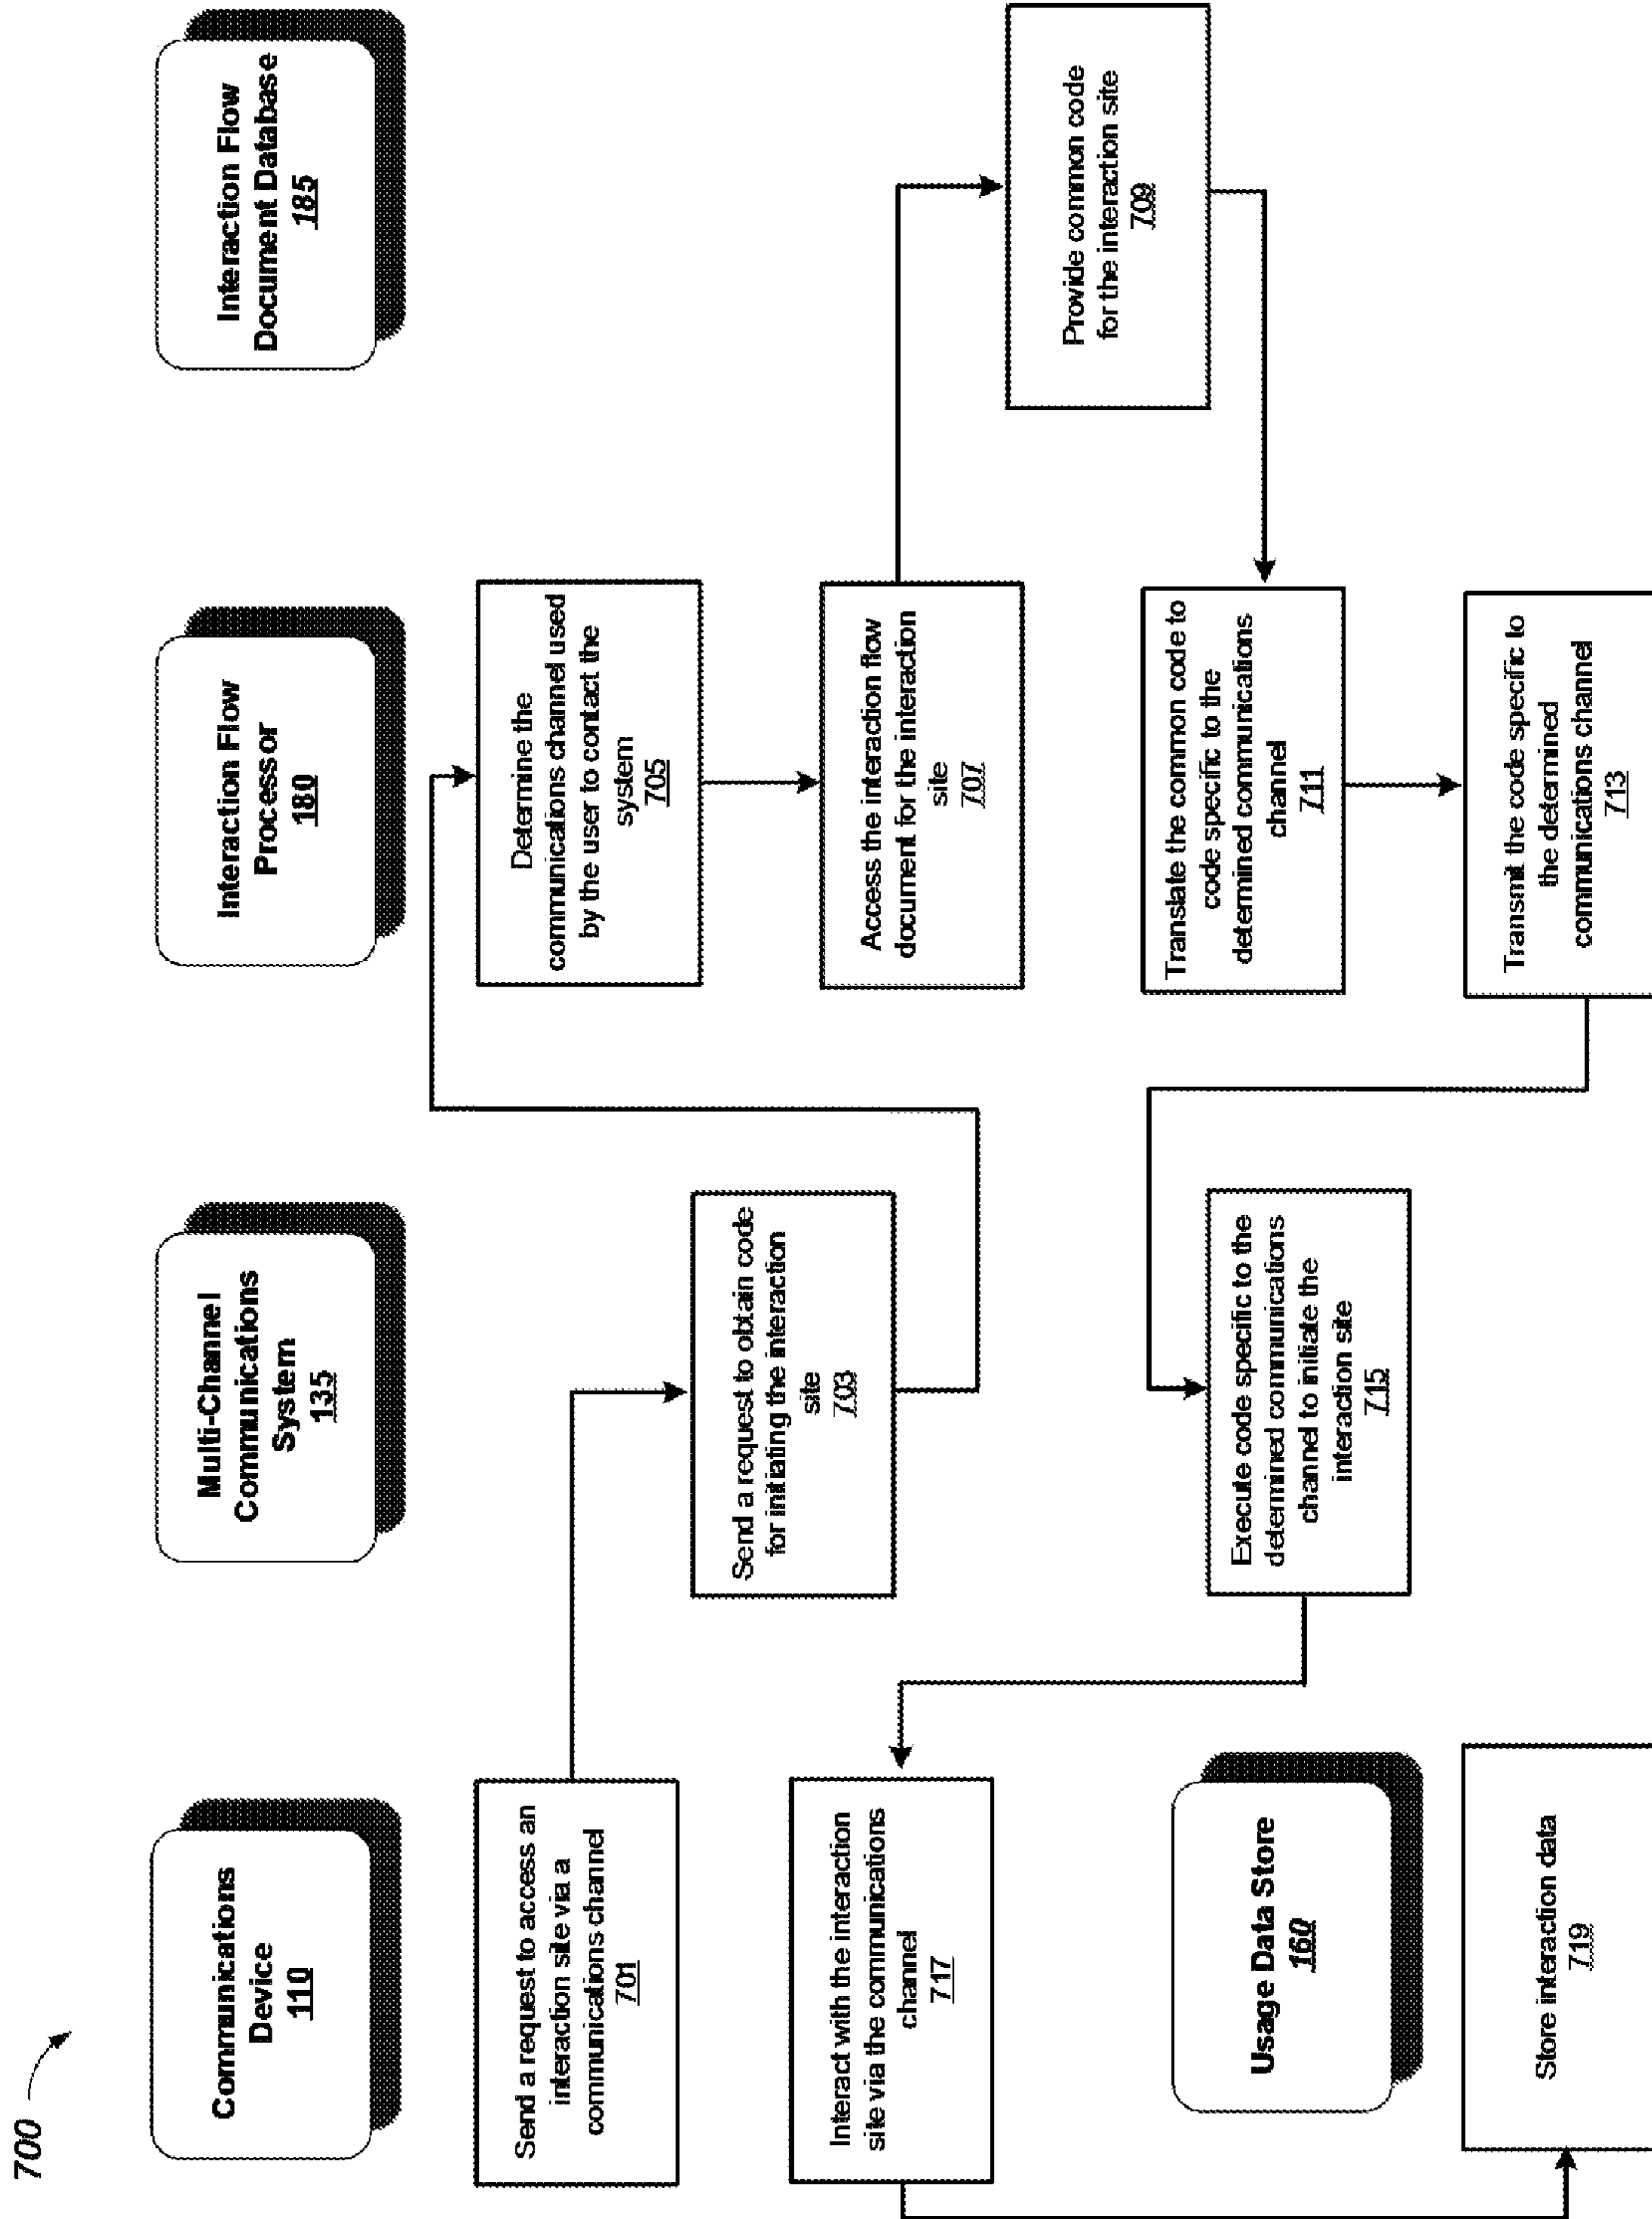 700
Communications
Device
110
Multi-Channel
Communications
System
135
Interaction Flow
Processor
180
Interaction Flow
Document Database
185
Send a request to access an
interaction site via a
communications channel
701
Send a request to obtain code
for initiating the interaction
site
703
Determine the
communications channel used
by the user to contact the
system
705
Access the interaction flow
document for the interaction
site
707
Provide common code
for the interaction site
709
Translate the common code to
code specific to the
determined communications
channel
711
Transmit the code specific to
the determined
communications channel
713
Execute code specific to the
determined communications
channel to initiate the
interaction site
715
Interact with the interaction
site via the communications
channel
717
Usage Data Store
160
Store interaction data
719